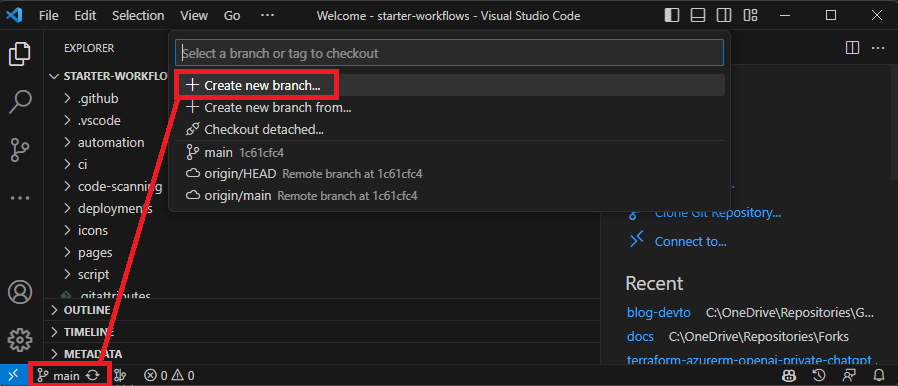 File Edit Selection ··· Welcome - starter-workflows - Visual Studio Code
EXPLORER
Select a branch or tag to checkout
STARTER-WORKFLO
Create new branch...
.github
Create new branch from...
.vscode
Checkout detached...
automation
main 1c61cfc4
ci
origin/HEAD Remote branch at 1c61cfc4
code-scanning
origin/main Remote branch at 1c61cfc4
deployments
Clone Git Repository...
icons
Connect to...
pages
script
Recent
.gitattributes
OUTLINE
blog-devto C:\OneDrive\Repositories\G...
TIMELINE
docs C:\OneDrive\Repositories\Forks
METADATA
terraform-azurerm-openai-private-chatgpt
main 0 0